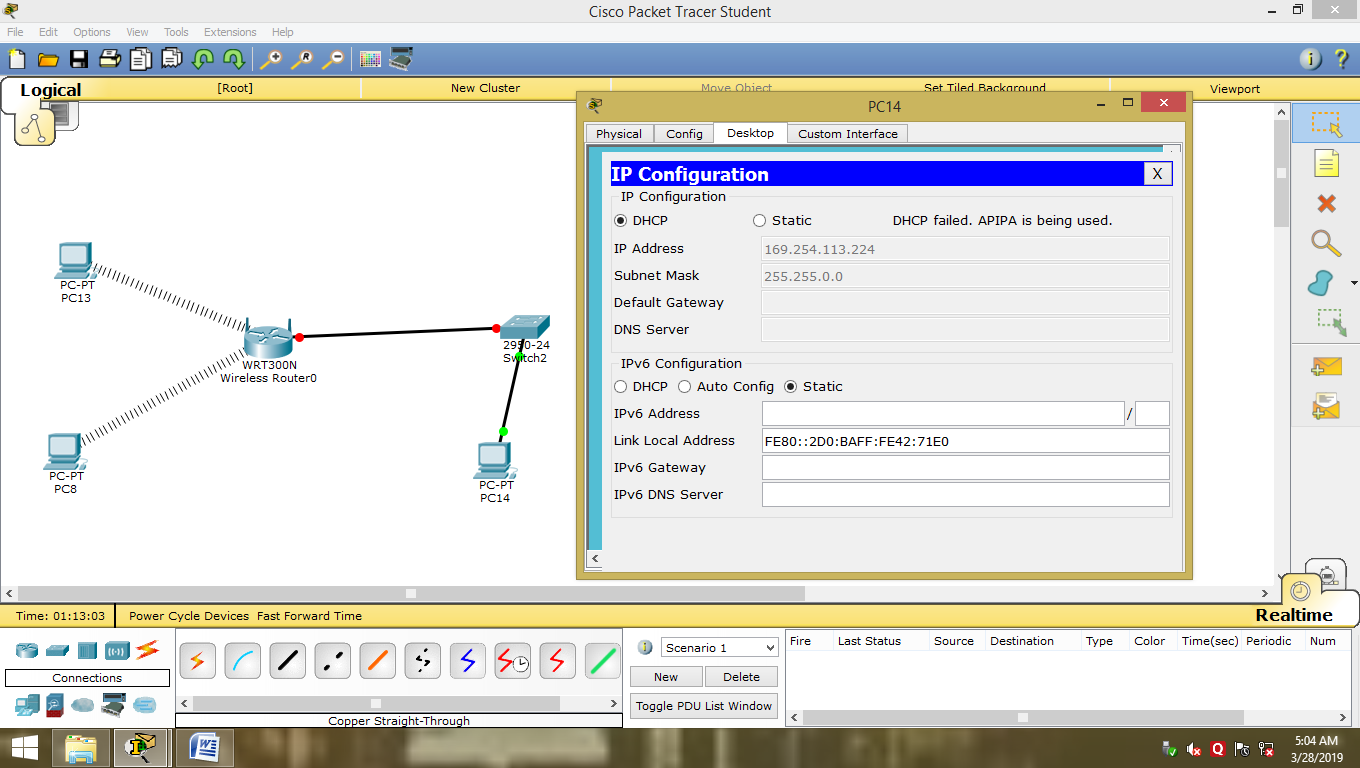 Cisco Packet Tracer Student
File Edit Options View Tools Extensions Help
Logical [Root] New Cluster Move Object Set Tiled Background Viewport
PC14
Physical Config Desktop Custom Interface
IP Configuration X
IP Configuration
DHCP Static DHCP failed. APIPA is being used.
IP Address 169.254.113.224
Subnet Mask 255.255.0.0
Default Gateway
DNS Server
IPv6 Configuration
DHCP Auto Config Static
IPv6 Address /
Link Local Address FE80::2D0:BAFF:FE42:71E0
IPv6 Gateway
IPv6 DNS Server
PC-PT
PC13
WRT300N
Wireless Router0
2950-24
Switch2
PC-PT
PC8
PC-PT
PC14
Time: 01:13:03 Power Cycle Devices Fast Forward Time Realtime
Connections
Copper Straight-Through
Scenario 1
New Delete
Toggle PDU List Window
Fire Last Status Source Destination Type Color Time(sec) Periodic Num
5:04 AM
3/28/2019